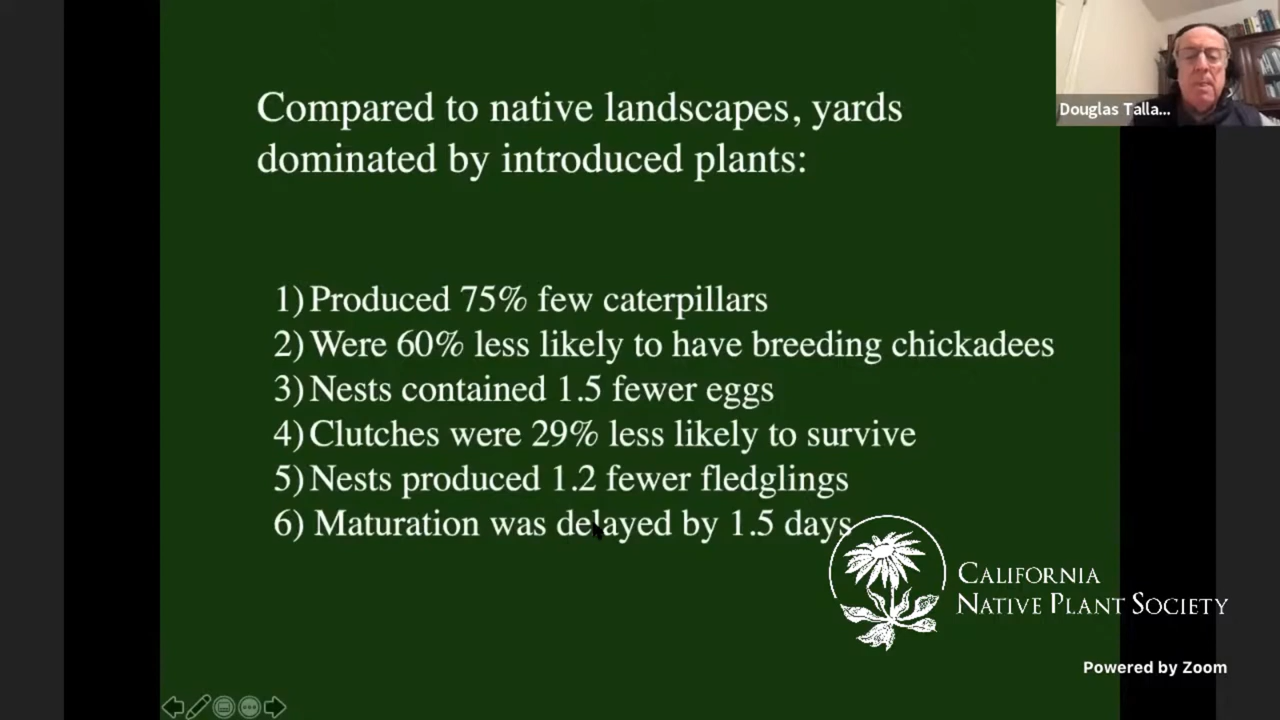 Compared to native landscapes, yards
dominated by introduced plants:
1) Produced 75% few caterpillars
2) Were 60% less likely to have breeding chickadees
3) Nests contained 1.5 fewer eggs
4) Clutches were 29% less likely to survive
5) Nests produced 1.2 fewer fledglings
6) Maturation was delayed by 1.5 days
Douglas Talla...
CALIFORNIA
NATIVE PLANT SOCIETY
Powered by Zoom